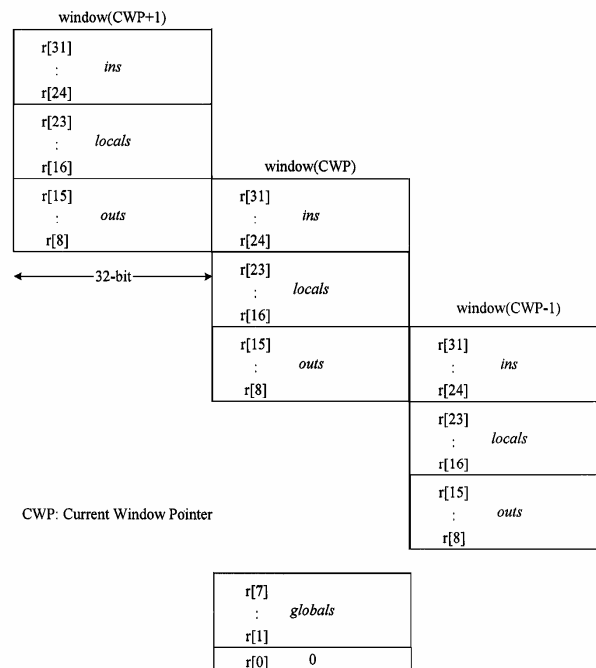 window(CWP+1)
r[31]
:
ins
r[24]
r[23]
:
locals
r[16]
r[15]
:
outs
r[8]
32-bit
window(CWP)
r[31]
:
ins
r[24]
r[23]
:
locals
r[16]
r[15]
:
outs
r[8]
window(CWP-1)
r[31]
:
ins
r[24]
r[23]
:
locals
r[16]
r[15]
:
outs
r[8]
CWP: Current Window Pointer
r[7]
:
globals
r[1]
r[0] 0